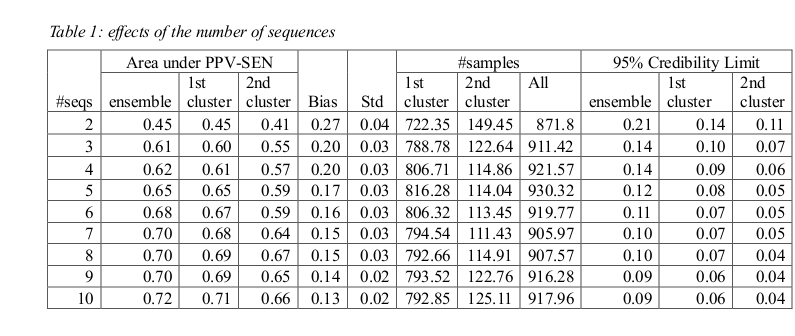 Table 1: effects of the number of sequences
Area under PPV-SEN #samples 95% Credibility Limit
#seqs ensemble 1st cluster 2nd cluster Bias Std 1st cluster 2nd cluster All ensemble 1st cluster 2nd cluster
2 0.45 0.45 0.41 0.27 0.04 722.35 149.45 871.8 0.21 0.14 0.11
3 0.61 0.60 0.55 0.20 0.03 788.78 122.64 911.42 0.14 0.10 0.07
4 0.62 0.61 0.57 0.20 0.03 806.71 114.86 921.57 0.14 0.09 0.06
5 0.65 0.65 0.59 0.17 0.03 816.28 114.04 930.32 0.12 0.08 0.05
6 0.68 0.67 0.59 0.16 0.03 806.32 113.45 919.77 0.11 0.07 0.05
7 0.70 0.68 0.64 0.15 0.03 794.54 111.43 905.97 0.10 0.07 0.05
8 0.70 0.69 0.67 0.15 0.03 792.66 114.91 907.57 0.10 0.07 0.04
9 0.70 0.69 0.65 0.14 0.02 793.52 122.76 916.28 0.09 0.06 0.04
10 0.72 0.71 0.66 0.13 0.02 792.85 125.11 917.96 0.09 0.06 0.04